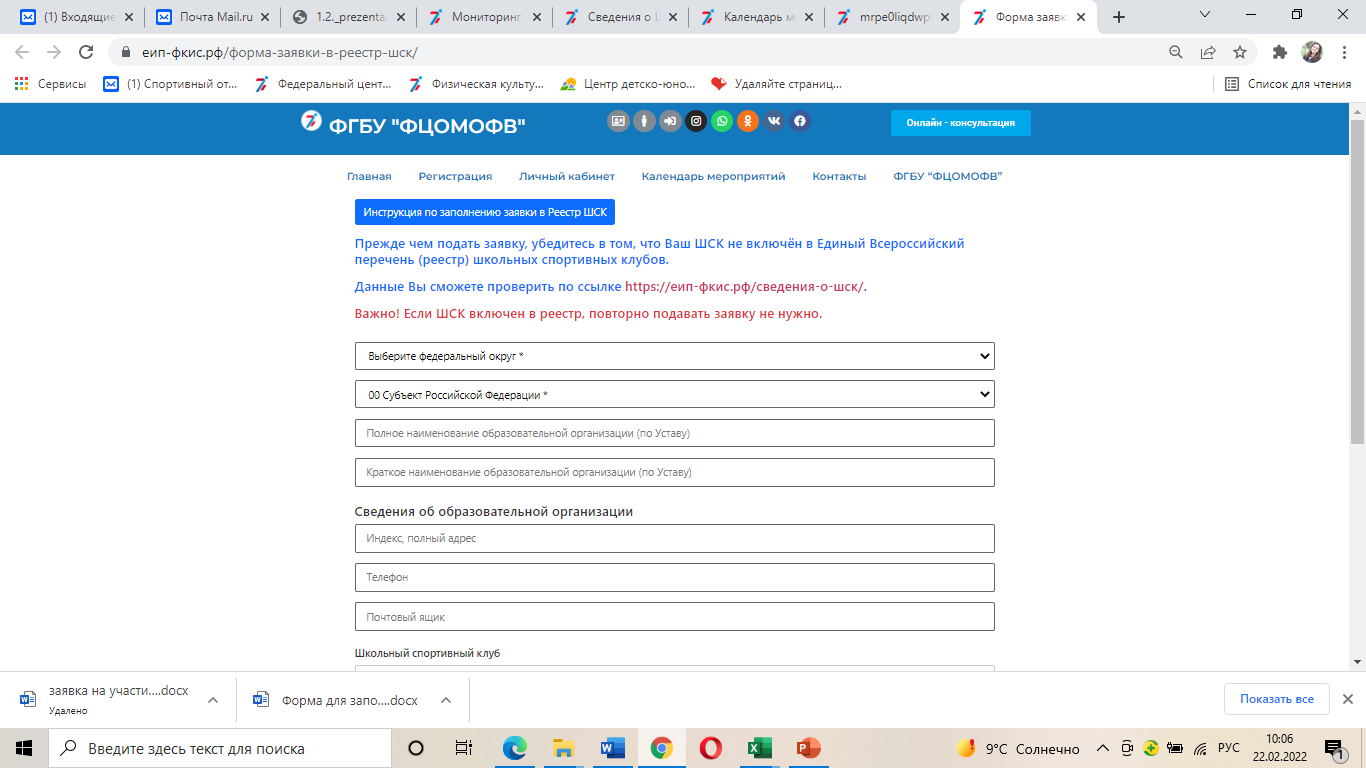 (1) Входящие
Почта Mail.ru
1.2._prezenta
Мониторинг
Сведения о Ш
Календарь м
mrpe0liqdwp
Форма заявк
еип-фкис.рф/форма-заявки-в-реестр-шск/
Сервисы
(1) Спортивный от...
Федеральный цент...
Физическая культу...
Центр детско-юно...
Удаляйте страниц...
Список для чтения
ФГБУ "ФЦОМОФВ"
Онлайн - консультация
Главная
Регистрация
Личный кабинет
Календарь мероприятий
Контакты
ФГБУ “ФЦОМОФВ”
Инструкция по заполнению заявки в Реестр ШСК
Прежде чем подать заявку, убедитесь в том, что Ваш ШСК не включён в Единый Всероссийский
перечень (реестр) школьных спортивных клубов.
Данные Вы сможете проверить по ссылке https://еип-фкис.рф/сведения-о-шск/.
Важно! Если ШСК включен в реестр, повторно подавать заявку не нужно.
Выберите федеральный округ *
00 Субъект Российской Федерации *
Полное наименование образовательной организации (по Уставу)
Краткое наименование образовательной организации (по Уставу)
Сведения об образовательной организации
Индекс, полный адрес
Телефон
Почтовый ящик
Школьный спортивный клуб
заявка на участи....docx
Удалено
Форма для запо....docx
Показать все
Введите здесь текст для поиска
9°C Солнечно
РУС
10:06
22.02.2022
1